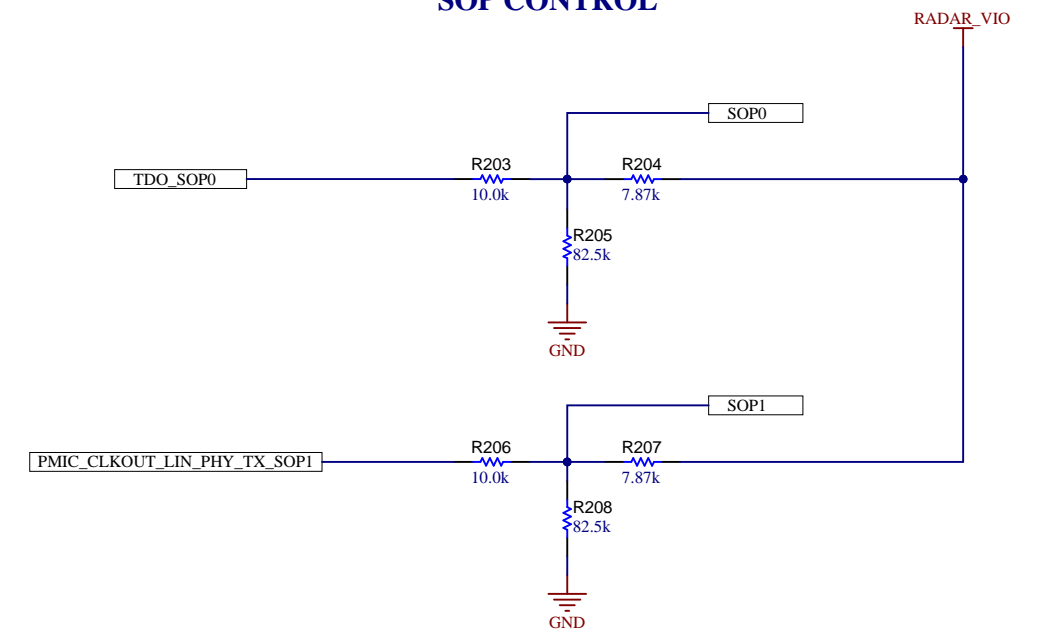 SOP CONTROL
RADAR_VIO
SOP0
R203
R204
TDO_SOP0
10.0k
7.87k
R205
82.5k
GND
SOP1
R206
R207
PMIC_CLKOUT_LIN_PHY_TX_SOP1
10.0k
7.87k
R208
82.5k
GND